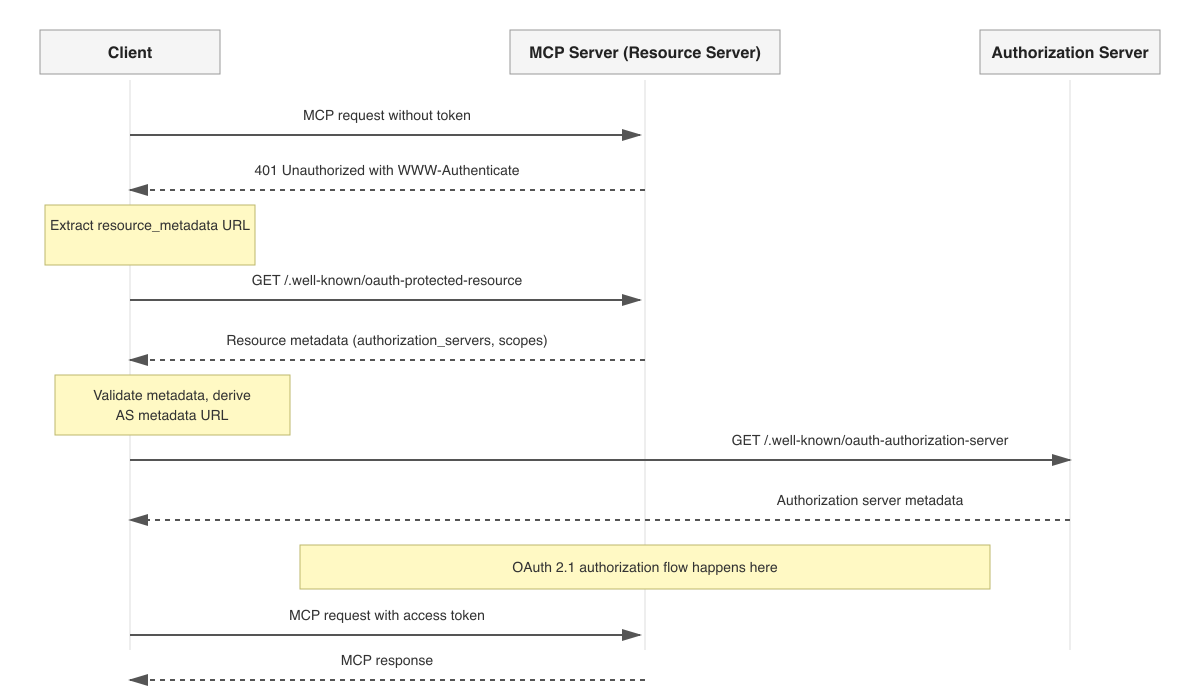 Client
MCP Server (Resource Server)
Authorization Server
MCP request without token
401 Unauthorized with WWW-Authenticate
Extract resource_metadata URL
GET /.well-known/oauth-protected-resource
Resource metadata (authorization_servers, scopes)
Validate metadata, derive
AS metadata URL
GET /.well-known/oauth-authorization-server
Authorization server metadata
OAuth 2.1 authorization flow happens here
MCP request with access token
MCP response